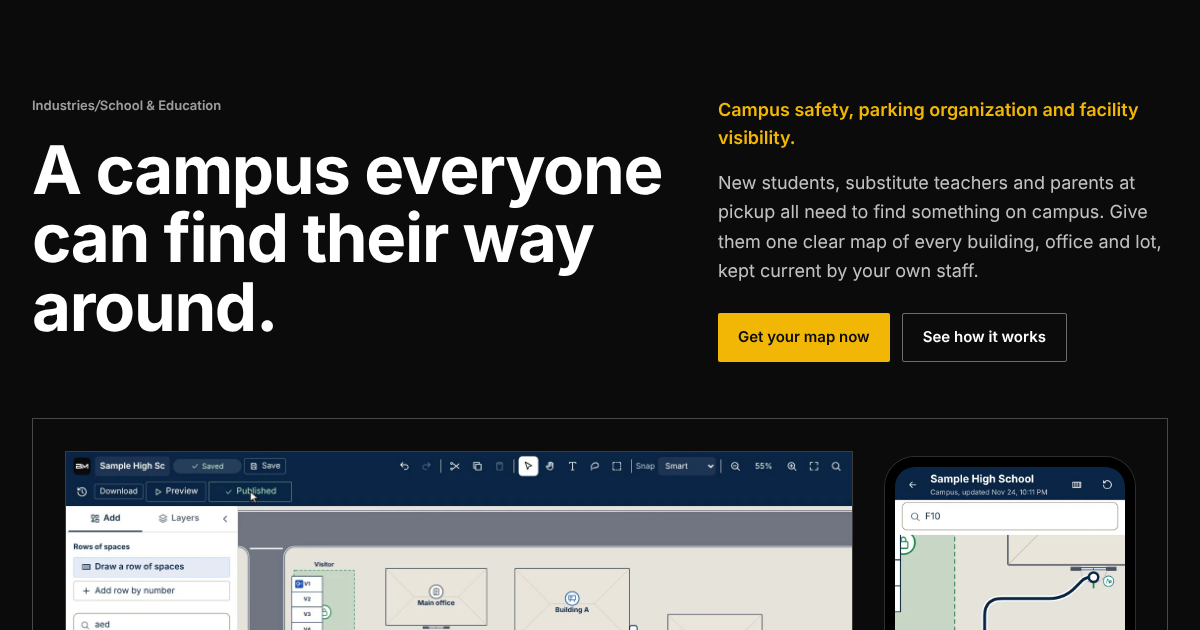 Industries/School & Education
A campus everyone
can find their way
around.
Campus safety, parking organization and facility
visibility.
New students, substitute teachers and parents at
pickup all need to find something on campus. Give
them one clear map of every building, office and lot,
kept current by your own staff.
Get your map now
See how it works
Sample High Sc
Saved
Save
Snap
Smart
55%
Download
Preview
Published
Add
Layers
Rows of spaces
Draw a row of spaces
Add row by number
aed
Visitor
V1
V2
V3
Main office
Building A
Sample High School
Campus, updated Nov 24, 10:11 PM
F10